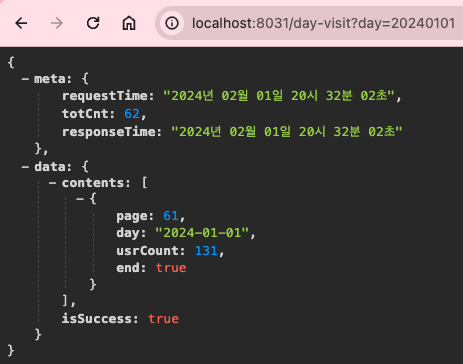 localhost:8031/day-visit?day=20240101
{
– meta: {
requestTime: "2024년 02월 01일 20시 32분 02초",
totCnt: 62,
responseTime: "2024년 02월 01일 20시 32분 02초"
},
– data: {
– contents: [
– {
page: 61,
day: "2024-01-01",
usrCount: 131,
end: true
}
],
isSuccess: true
}
}